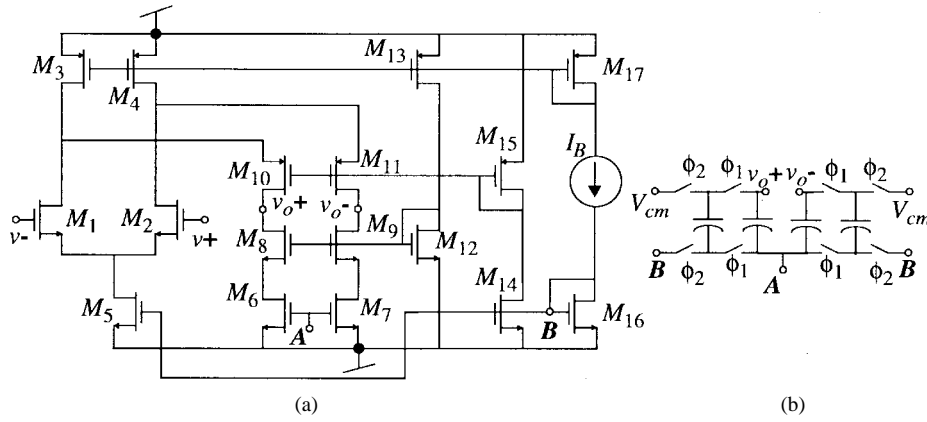 M3
M4
M13
M17
M15
IB
M10
M11
vo+
vo-
v-
M1
M2
v+
M8
M9
M12
M6
M7
A
M14
B
M16
M5
(a)
ϕ2
ϕ1
vo+
vo-
ϕ1
ϕ2
Vcm
Vcm
B
ϕ2
ϕ1
A
ϕ1
ϕ2
B
(b)